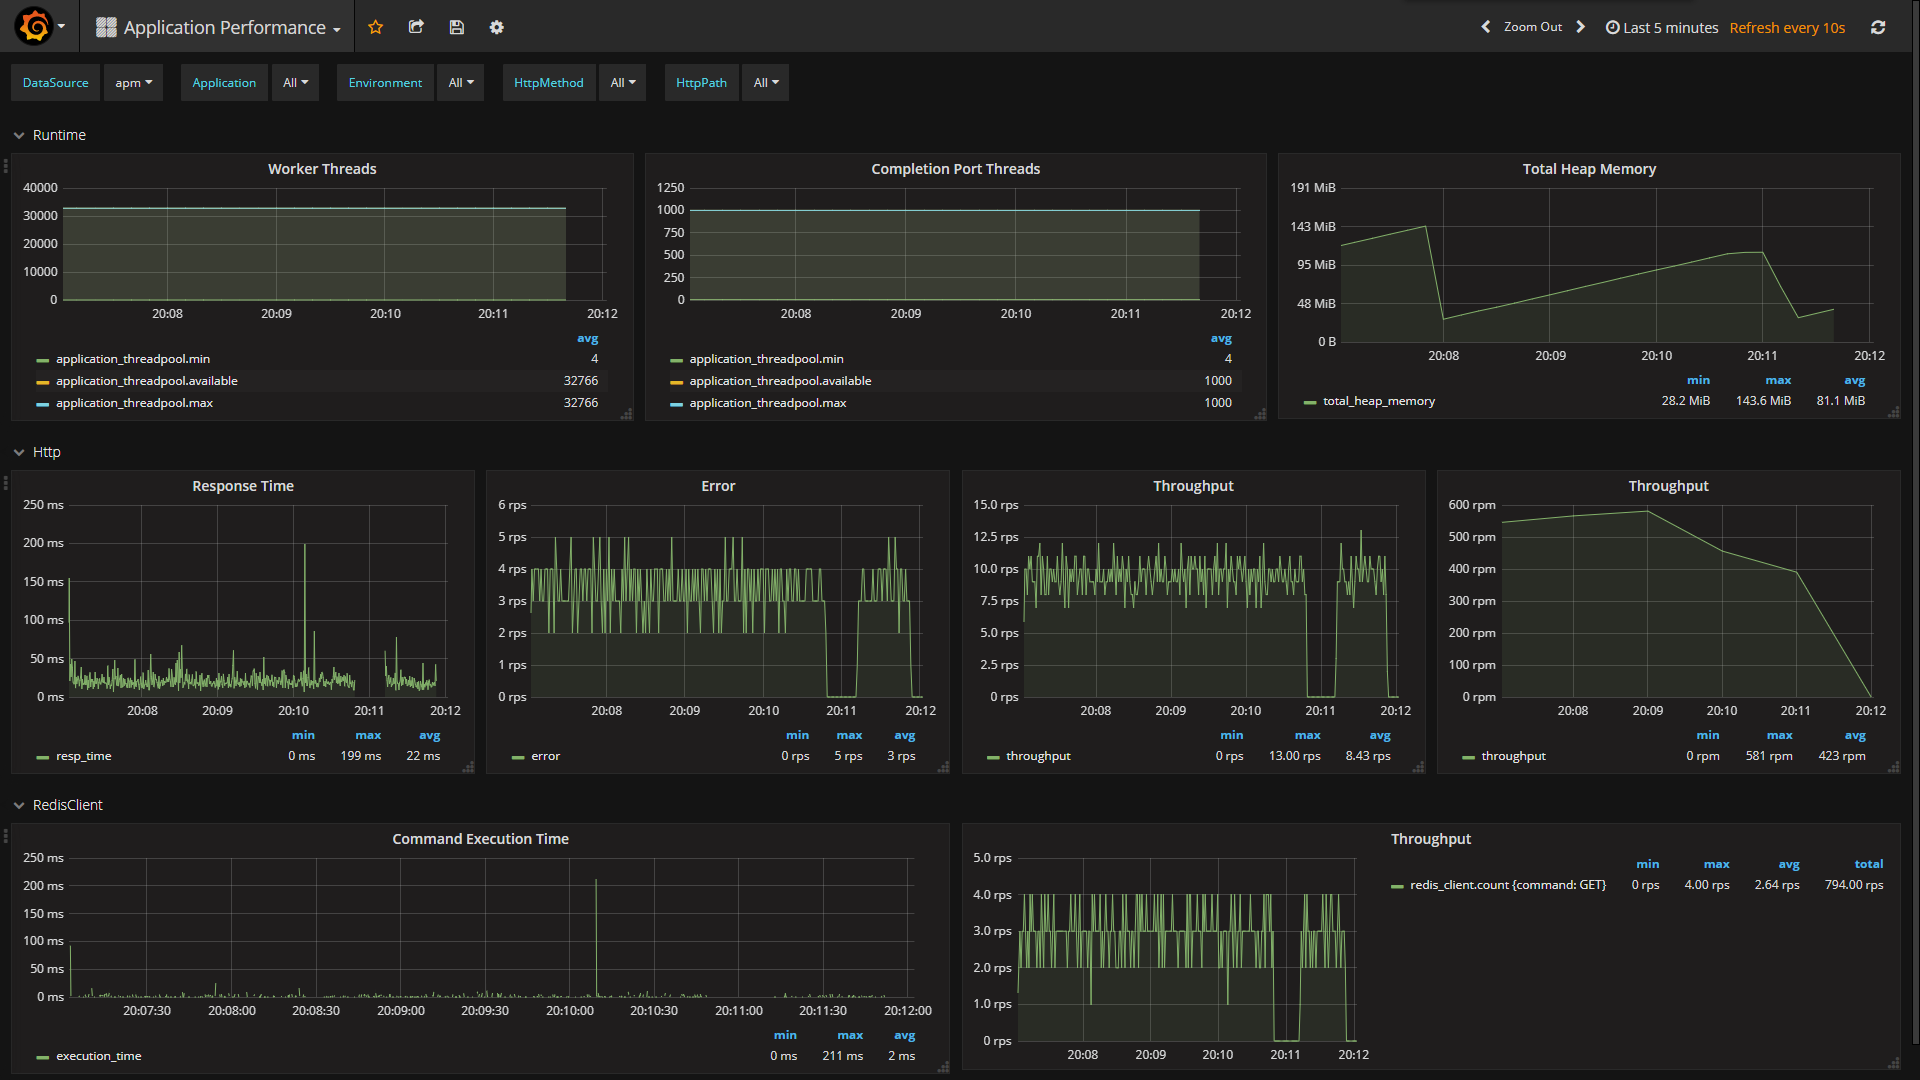 Application Performance
Zoom Out
Last 5 minutes Refresh every 10s
DataSource apm Application All Environment All HttpMethod All HttpPath All
Runtime
Worker Threads
40000
30000
20000
10000
0
20:08 20:09 20:10 20:11 20:12
avg
application_threadpool.min 4
application_threadpool.available 32766
application_threadpool.max 32766
Completion Port Threads
1250
1000
750
500
250
0
20:08 20:09 20:10 20:11 20:12
avg
application_threadpool.min 4
application_threadpool.available 1000
application_threadpool.max 1000
Total Heap Memory
191 MiB
143 MiB
95 MiB
48 MiB
0 B
20:08 20:09 20:10 20:11 20:12
min max avg
total_heap_memory 28.2 MiB 143.6 MiB 81.1 MiB
Http
Response Time
250 ms
200 ms
150 ms
100 ms
50 ms
0 ms
20:08 20:09 20:10 20:11 20:12
min max avg
resp_time 0 ms 199 ms 22 ms
Error
6 rps
5 rps
4 rps
3 rps
2 rps
1 rps
0 rps
20:08 20:09 20:10 20:11 20:12
min max avg
error 0 rps 5 rps 3 rps
Throughput
15.0 rps
12.5 rps
10.0 rps
7.5 rps
5.0 rps
2.5 rps
0 rps
20:08 20:09 20:10 20:11 20:12
min max avg
throughput 0 rps 13.00 rps 8.43 rps
Throughput
600 rpm
500 rpm
400 rpm
300 rpm
200 rpm
100 rpm
0 rpm
20:08 20:09 20:10 20:11 20:12
min max avg
throughput 0 rpm 581 rpm 423 rpm
RedisClient
Command Execution Time
250 ms
200 ms
150 ms
100 ms
50 ms
0 ms
20:07:30 20:08:00 20:08:30 20:09:00 20:09:30 20:10:00 20:10:30 20:11:00 20:11:30 20:12:00
min max avg
execution_time 0 ms 211 ms 2 ms
Throughput
5.0 rps
4.0 rps
3.0 rps
2.0 rps
1.0 rps
0 rps
20:08 20:09 20:10 20:11 20:12
min max avg total
redis_client.count {command: GET} 0 rps 4.00 rps 2.64 rps 794.00 rps